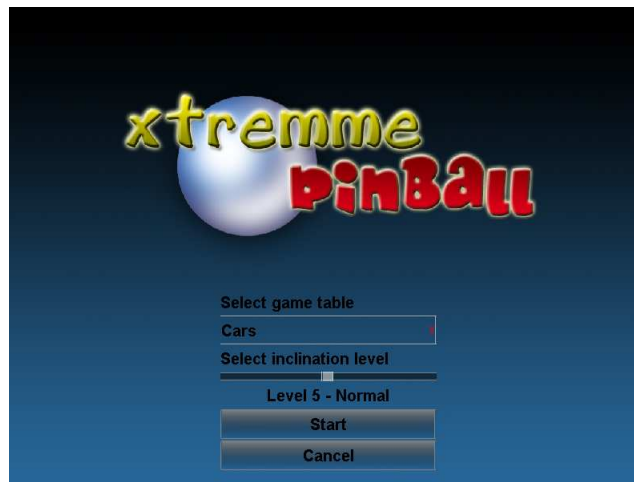 xtremme
pinBall
Select game table
Cars
Select inclination level
Level 5 - Normal
Start
Cancel